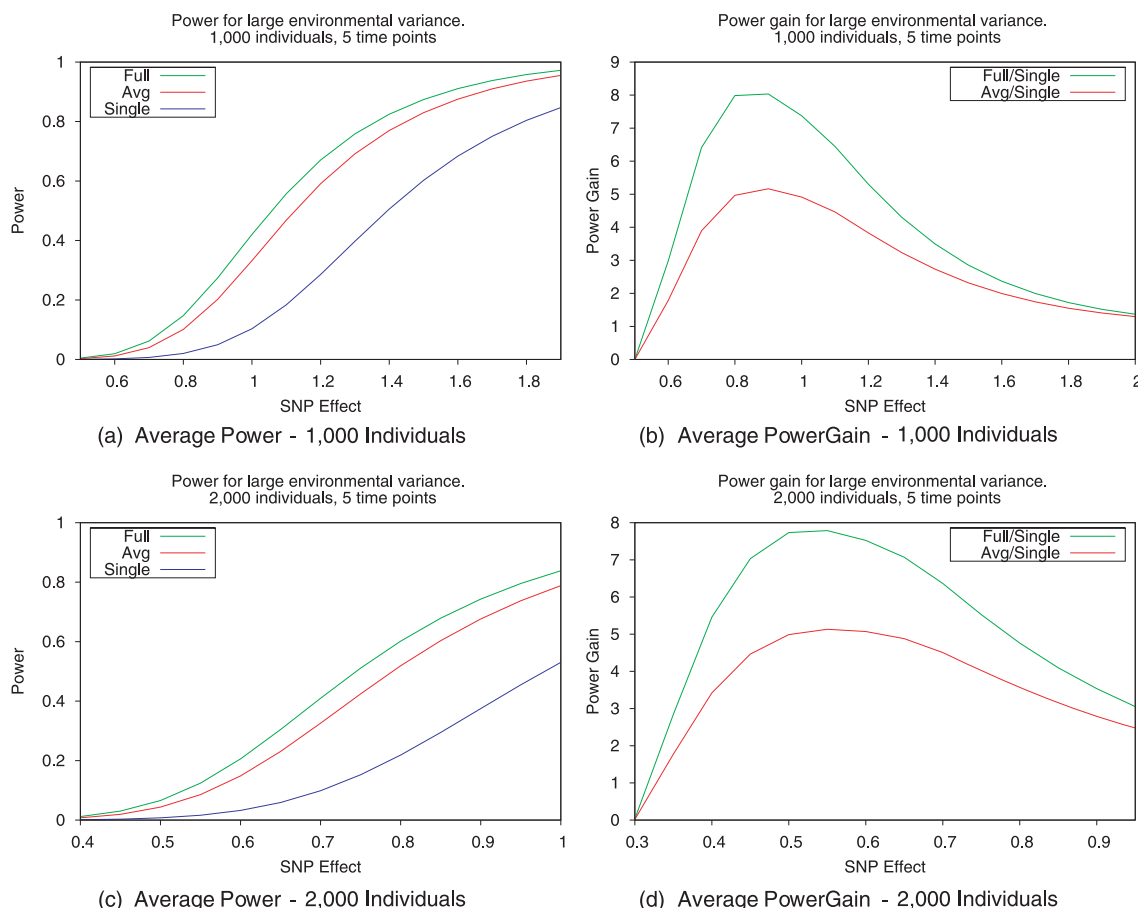 Power for large environmental variance.
1,000 individuals, 5 time points
1
0.8
0.6
0.4
0.2
0
Power
Full
Avg
Single
0.6
0.8
1
1.2
1.4
1.6
1.8
SNP Effect
(a) Average Power - 1,000 Individuals
Power gain for large environmental variance.
1,000 individuals, 5 time points
9
8
7
6
5
4
3
2
1
0
Power Gain
Full/Single
Avg/Single
0.6
0.8
1
1.2
1.4
1.6
1.8
2
SNP Effect
(b) Average PowerGain - 1,000 Individuals
Power for large environmental variance.
2,000 individuals, 5 time points
1
0.8
0.6
0.4
0.2
0
Power
Full
Avg
Single
0.4
0.5
0.6
0.7
0.8
0.9
1
SNP Effect
(c) Average Power - 2,000 Individuals
Power gain for large environmental variance.
2,000 individuals, 5 time points
8
7
6
5
4
3
2
1
0
Power Gain
Full/Single
Avg/Single
0.3
0.4
0.5
0.6
0.7
0.8
0.9
SNP Effect
(d) Average PowerGain - 2,000 Individuals